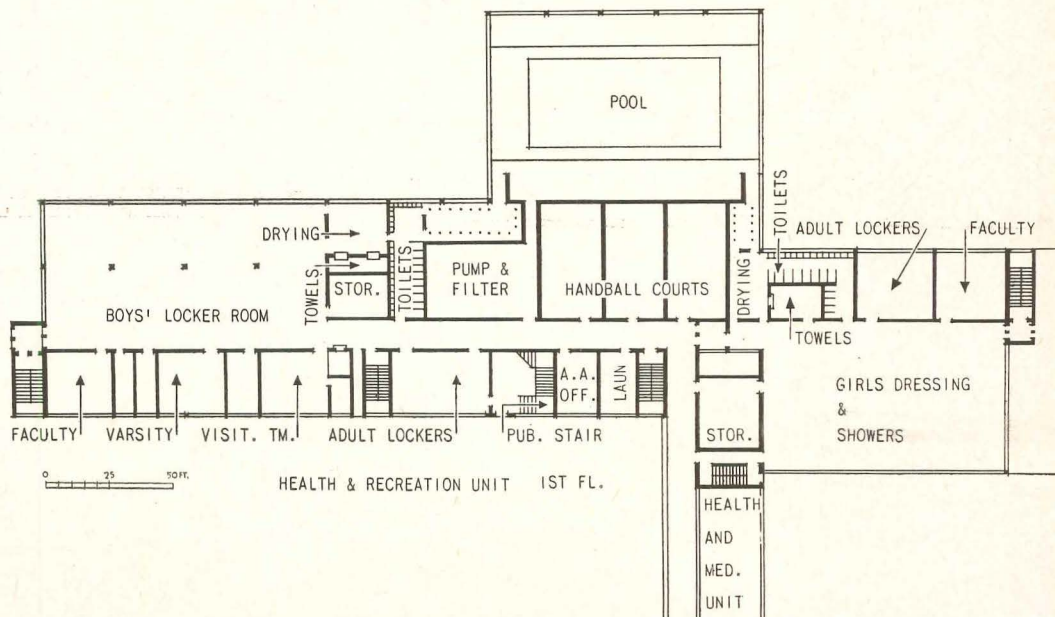 POOL
TOILETS
ADULT LOCKERS
FACULTY
DRYING
TOWELS
STOR.
TOILETS
PUMP &
FILTER
HANDBALL COURTS
DRYING
BOYS' LOCKER ROOM
TOWELS
GIRLS DRESSING
&
SHOWERS
A.A.
OFF.
LAUN
STOR.
FACULTY
VARSITY
VISIT. TM.
ADULT LOCKERS
PUB. STAIR
0 25 50 FT.
HEALTH & RECREATION UNIT 1ST FL.
HEALTH
AND
MED.
UNIT